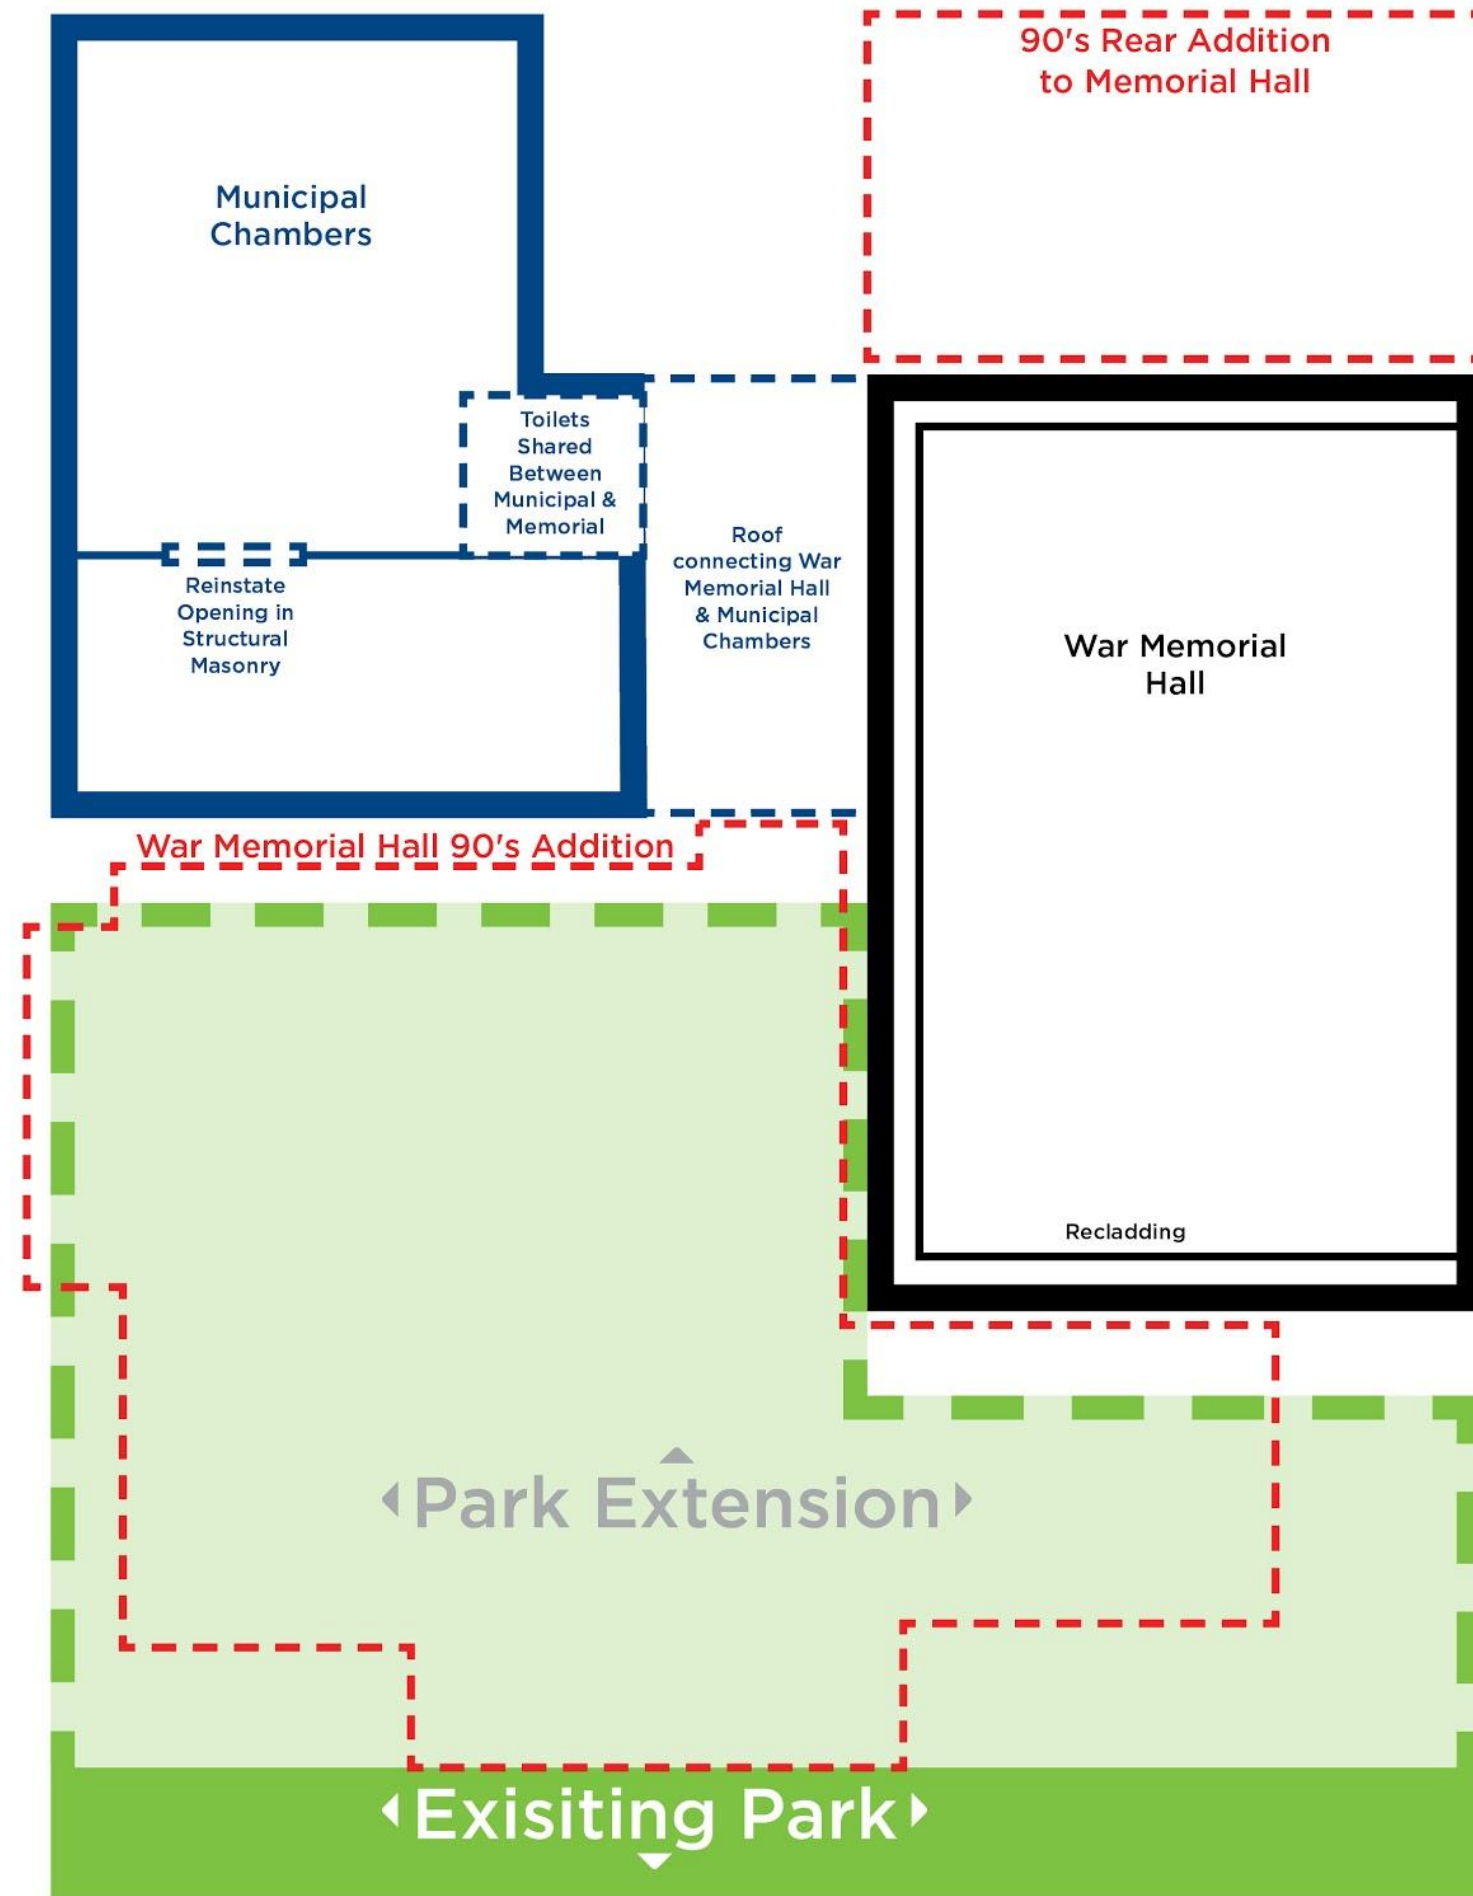 90's Rear Addition
to Memorial Hall
Municipal
Chambers
Toilets
Shared
Between
Municipal &
Memorial
Roof
connecting War
Memorial Hall
& Municipal
Chambers
Reinstate
Opening in
Structural
Masonry
War Memorial
Hall
War Memorial Hall 90's Addition
Recladding
Park Extension
Exisiting Park